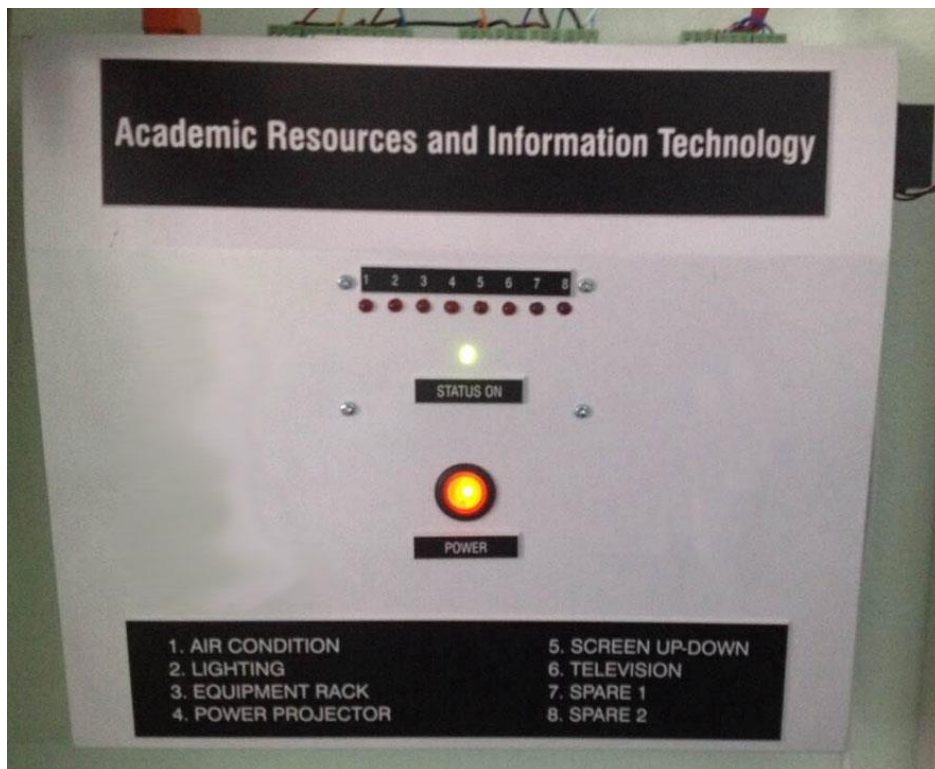 Academic Resources and Information Technology
1 2 3 4 5 6 7 8
STATUS ON
POWER
1. AIR CONDITION
2. LIGHTING
3. EQUIPMENT RACK
4. POWER PROJECTOR
5. SCREEN UP-DOWN
6. TELEVISION
7. SPARE 1
8. SPARE 2